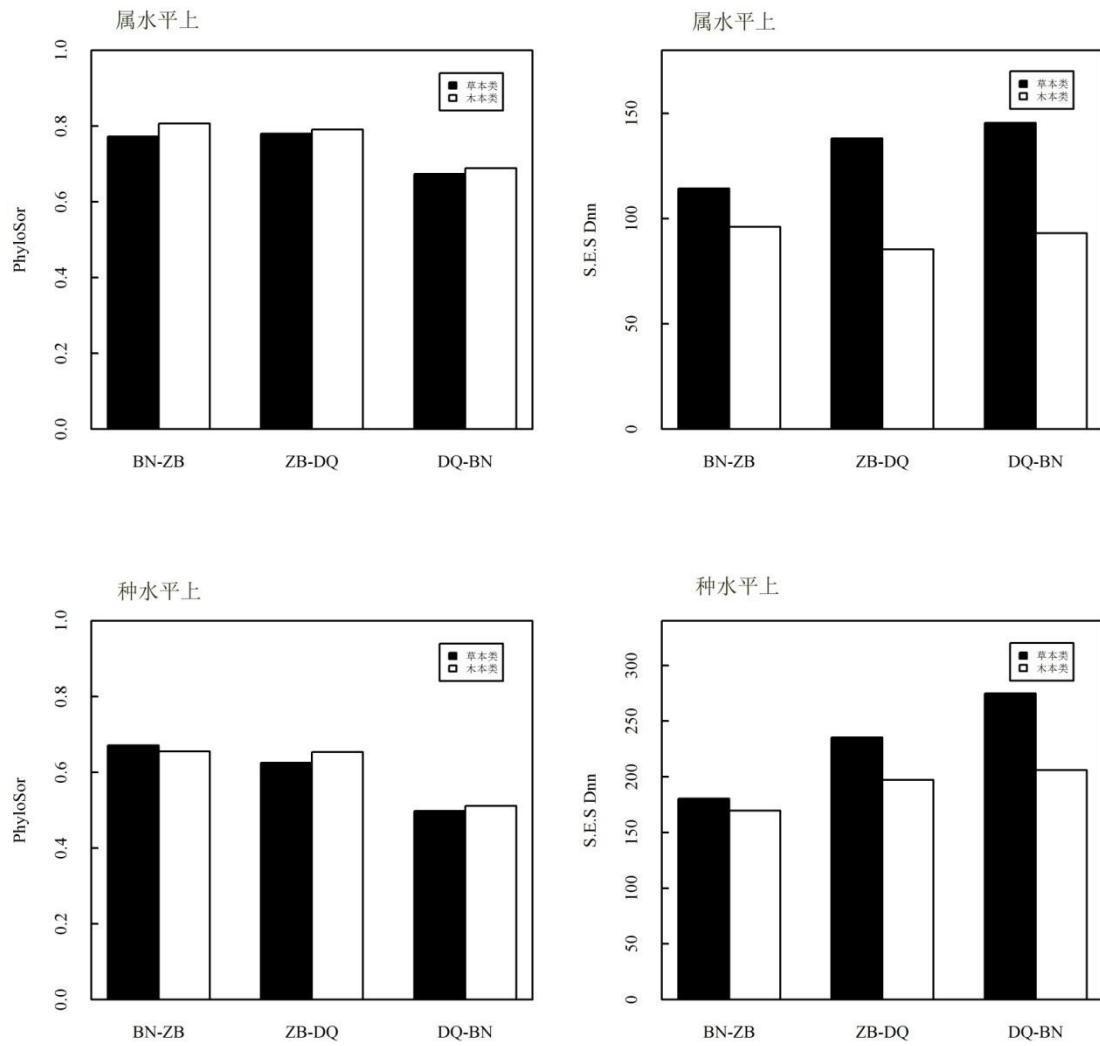 属水平上
草本类
木本类
PhyloSor
1.0
0.8
0.6
0.4
0.2
0.0
BN-ZB
ZB-DQ
DQ-BN
属水平上
草本类
木本类
S.E.S Dnn
150
100
50
0
BN-ZB
ZB-DQ
DQ-BN
种水平上
草本类
木本类
PhyloSor
1.0
0.8
0.6
0.4
0.2
0.0
BN-ZB
ZB-DQ
DQ-BN
种水平上
草本类
木本类
S.E.S Dnn
300
250
200
150
100
50
0
BN-ZB
ZB-DQ
DQ-BN